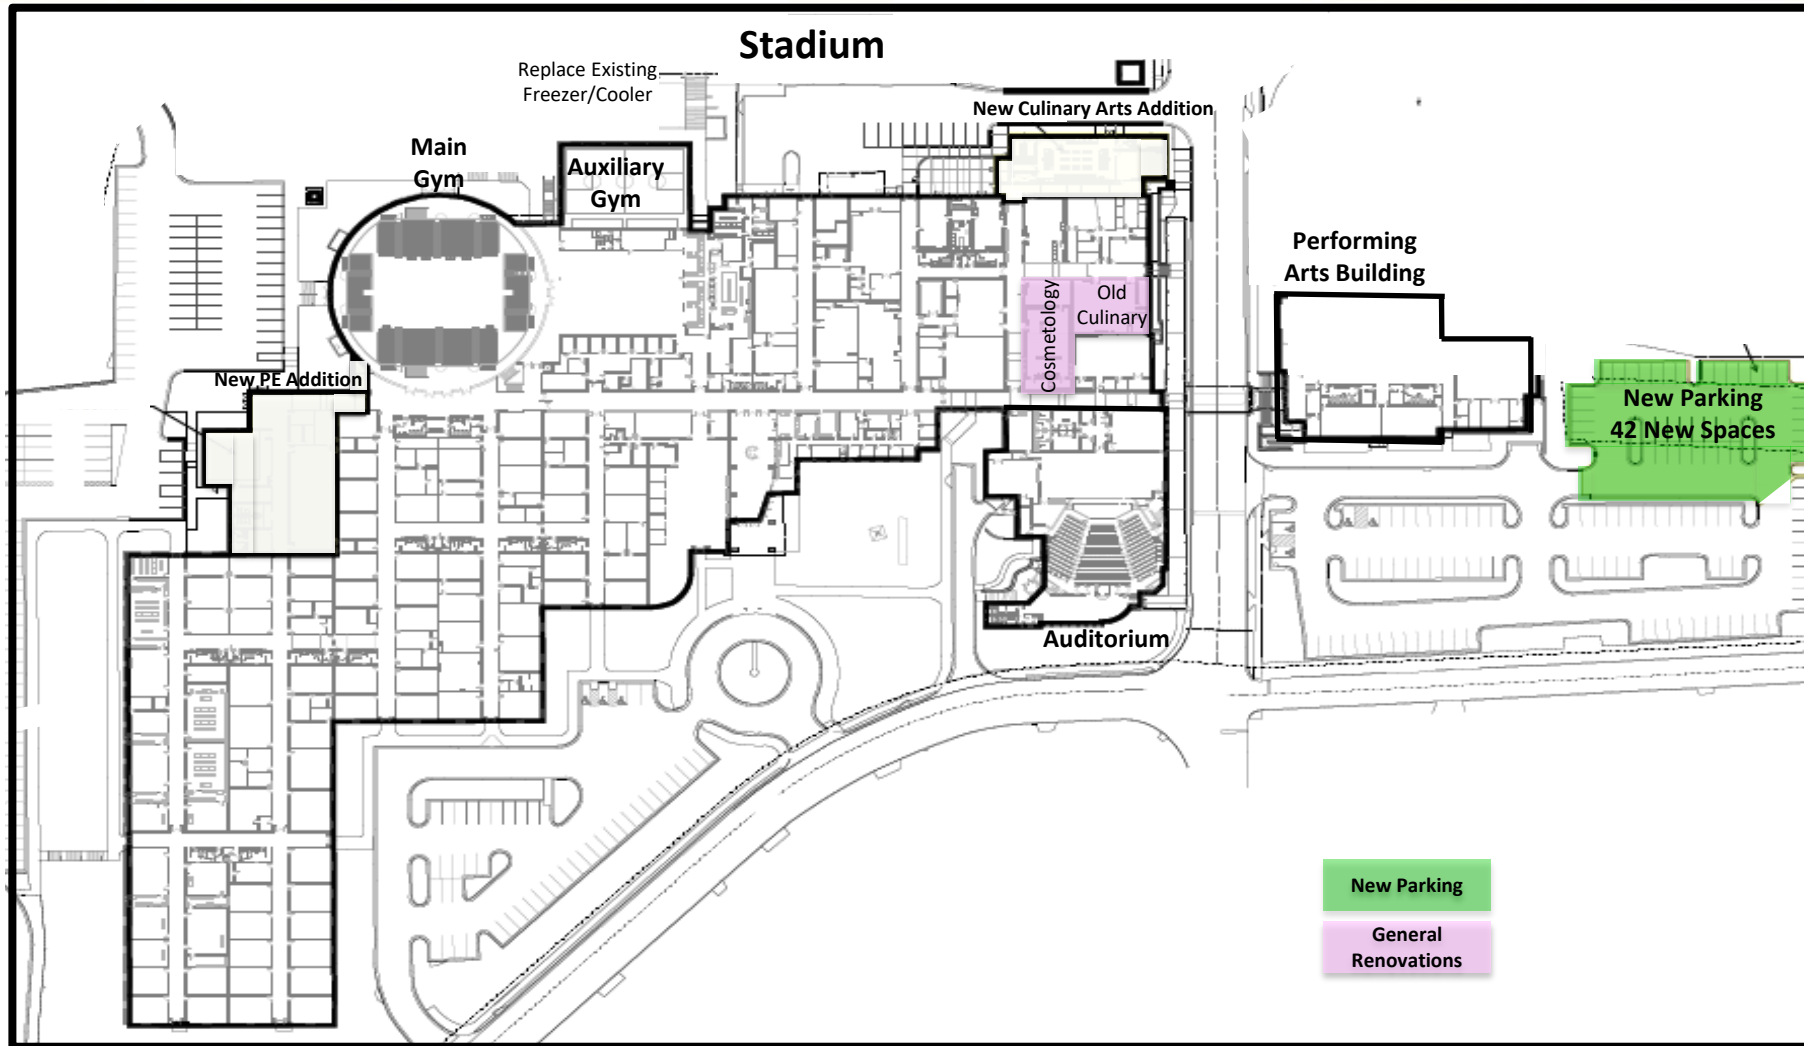 Stadium
Replace Existing
Freezer/Cooler
New Culinary Arts Addition
Main
Gym
Auxiliary
Gym
Performing
Arts Building
Cosmetology
Old
Culinary
New PE Addition
New Parking
42 New Spaces
Auditorium
New Parking
General
Renovations